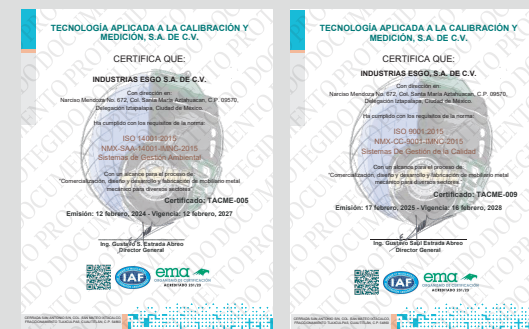 TECNOLOGÍA APLICADA A LA CALIBRACIÓN Y
MEDICIÓN, S.A. DE C.V.
CERTIFICA QUE:
INDUSTRIAS ESGO S.A. DE C.V.
Con dirección en:
Narciso Mendoza No. 672, Col. Santa María Aztahuacan, C.P. 09570,
Delegación Iztapalapa, Ciudad de México.
Ha cumplido con los requisitos de la norma:
ISO 14001:2015
NMX-SAA-14001-IMNC-2015
Sistemas de Gestión Ambiental
Con un alcance para el proceso de:
"Comercialización, diseño y desarrollo y fabricación de mobiliario metal
mecánico para diversos sectores"
Certificado: TACME-005
Emisión: 12 febrero, 2024 - Vigencia: 12 febrero, 2027
Ing. Gustavo S. Estrada Abreo
Director General
IAF
ema
ORGANISMO DE CERTIFICACIÓN
TECNOLOGÍA APLICADA A LA CALIBRACIÓN Y
MEDICIÓN, S.A. DE C.V.
CERTIFICA QUE:
INDUSTRIAS ESGO, S.A. DE C.V.
Con dirección en:
Narciso Mendoza No. 672, Col. Santa María Aztahuacan, C.P. 09570,
Delegación Iztapalapa, Ciudad de México.
Ha cumplido con los requisitos de la norma:
ISO 9001:2015
NMX-CC-9001-IMNC-2015
Sistemas De Gestión de la Calidad
Con un alcance para el proceso de:
"Comercialización, diseño y desarrollo y fabricación de mobiliario metal
mecánico para diversos sectores"
Certificado: TACME-009
Emisión: 17 febrero, 2025 - Vigencia: 16 febrero, 2028
Ing. Gustavo Saúl Estrada Abreo
Director General
IAF
ema
ORGANISMO DE CERTIFICACIÓN